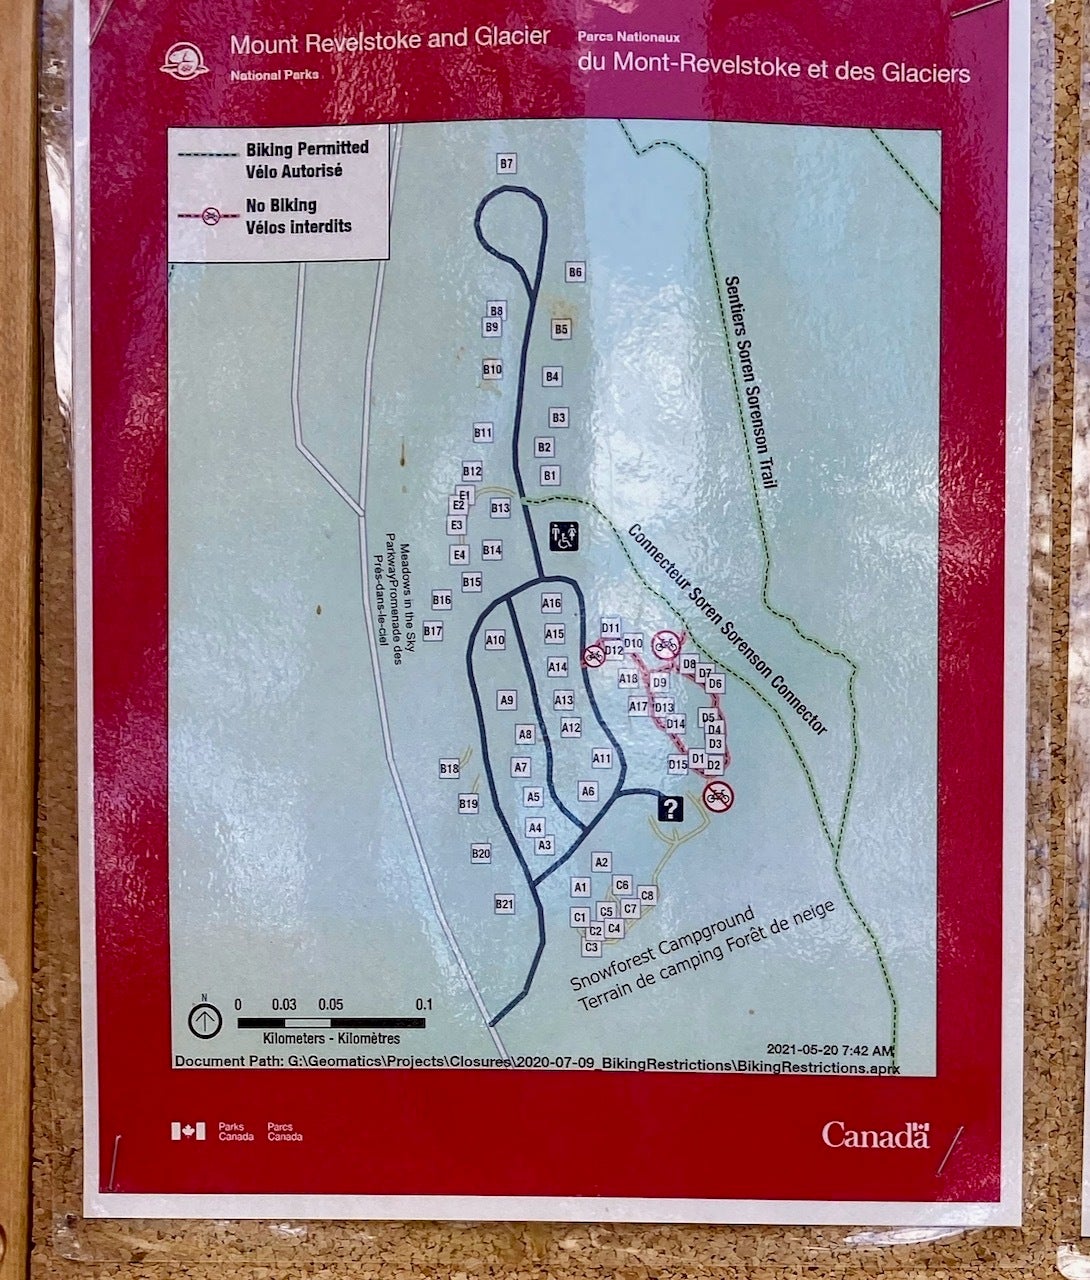 Mount Revelstoke and Glacier
National Parks
Parcs Nationaux
du Mont-Revelstoke et des Glaciers
Biking Permitted
Vélo Autorisé
No Biking
Vélos interdits
B7
B6
B8
B9
B5
B10
B4
B3
B11
B2
B12
B1
E1
E2
B13
E3
E4
B14
B15
B16
B17
Sentiers Soren Sorenson Trail
Connecteur Soren Sorenson Connector
Meadows in the Sky
ParkwayPromenade des
Prés-dans-le-ciel
A16
A10
A15
A14
A9
A13
A12
A8
A11
A7
A5
A6
A4
A3
D11
D10
D12
D8
D7
D6
A18
D9
A17
D13
D14
D5
D4
D3
D1
D15
D2
?
B18
B19
B20
B21
A2
A1
C6
C8
C7
C5
C1
C4
C2
C3
Snowforest Campground
Terrain de camping Forêt de neige
N
0 0.03 0.05 0.1
Kilometers - Kilomètres
2021-05-20 7:42 AM
Document Path: G:\Geomatics\Projects\Closures\2020-07-09_BikingRestrictions\BikingRestrictions.aprx
Parks
Canada
Parcs
Canada
Canada